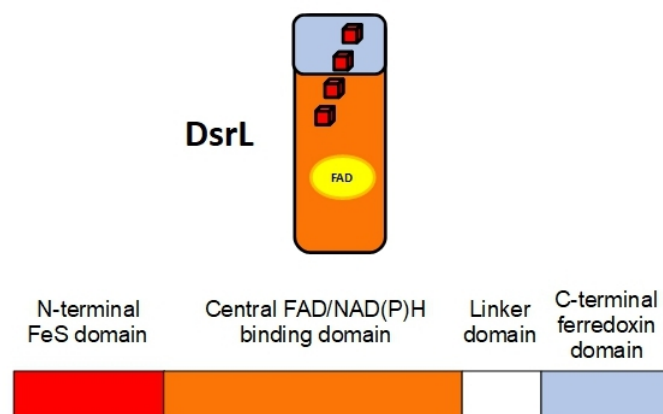 DsrL
FAD
N-terminal
FeS domain
Central FAD/NAD(P)H
binding domain
Linker
domain
C-terminal
ferredoxin
domain